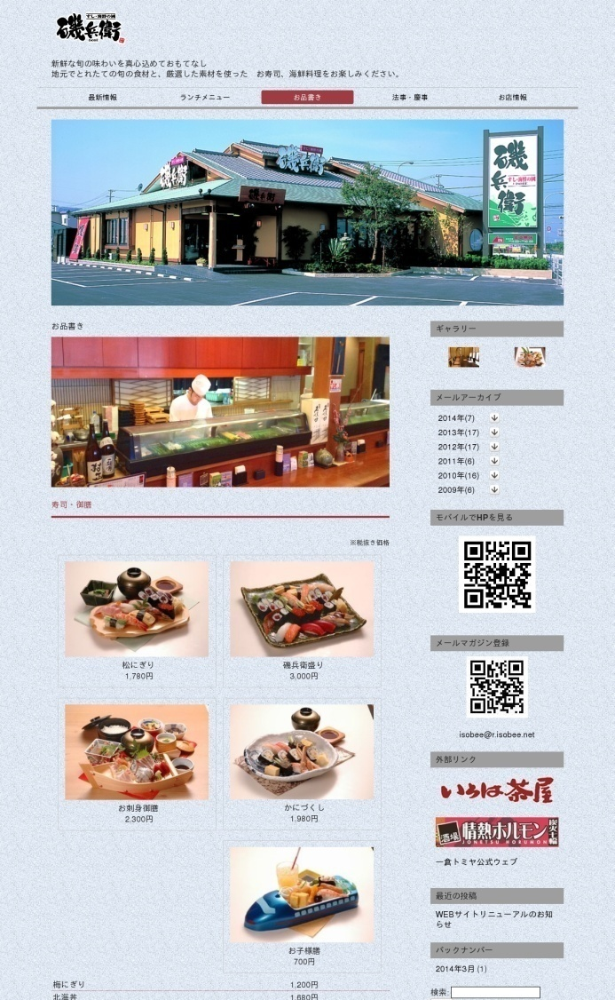 すし・海鮮の國
磯兵衛
新鮮な旬の味わいを真心込めておもてなし
地元でとれたての旬の食材と、厳選した素材を使った　お寿司、海鮮料理をお楽しみください。
最新情報
ランチメニュー
お品書き
法事・慶事
お店情報
磯兵衛
磯兵衛
磯兵衛
磯兵衛
すし・海鮮の國
お品書き
寿司・御膳
※税抜き価格
松にぎり
1,780円
磯兵衛盛り
3,000円
お刺身御膳
2,300円
かにづくし
1,980円
お子様膳
700円
梅にぎり
1,200円
北海丼
1,680円
ギャラリー
メールアーカイブ
2014年(7)
2013年(17)
2012年(17)
2011年(6)
2010年(16)
2009年(6)
モバイルでHPを見る
メールマガジン登録
isobee@r.isobee.net
外部リンク
いろは茶屋
酒場
情熱ホルモン
炭火七輪
JONETSU HORUMON
一倉トミヤ公式ウェブ
最近の投稿
WEBサイトリニューアルのお知
らせ
バックナンバー
2014年3月 (1)
検索: